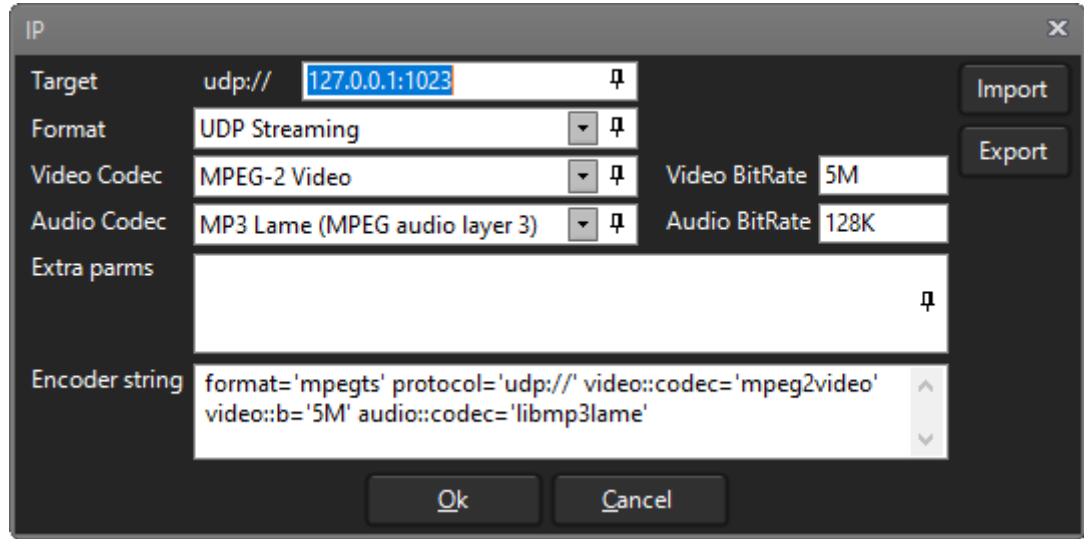 IP
Target udp:// 127.0.0.1:1023
Import
Format UDP Streaming
Export
Video Codec MPEG-2 Video Video BitRate 5M
Audio Codec MP3 Lame (MPEG audio layer 3) Audio BitRate 128K
Extra parms
Encoder string format='mpegts' protocol='udp://' video::codec='mpeg2video'
video::b='5M' audio::codec='libmp3lame'
Ok Cancel